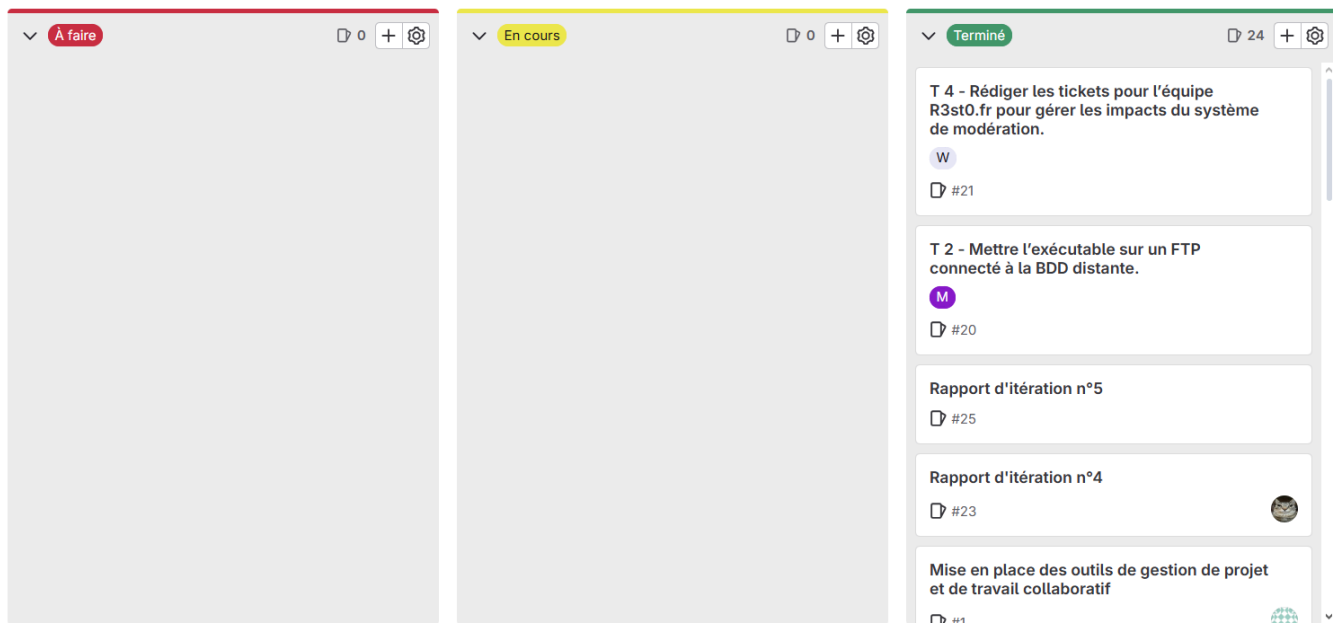 À faire
0
En cours
0
Terminé
24
T 4 - Rédiger les tickets pour l’équipe
R3st0.fr pour gérer les impacts du système
de modération.
W
#21
T 2 - Mettre l’exécutable sur un FTP
connecté à la BDD distante.
M
#20
Rapport d'itération n°5
#25
Rapport d'itération n°4
#23
Mise en place des outils de gestion de projet
et de travail collaboratif
#1